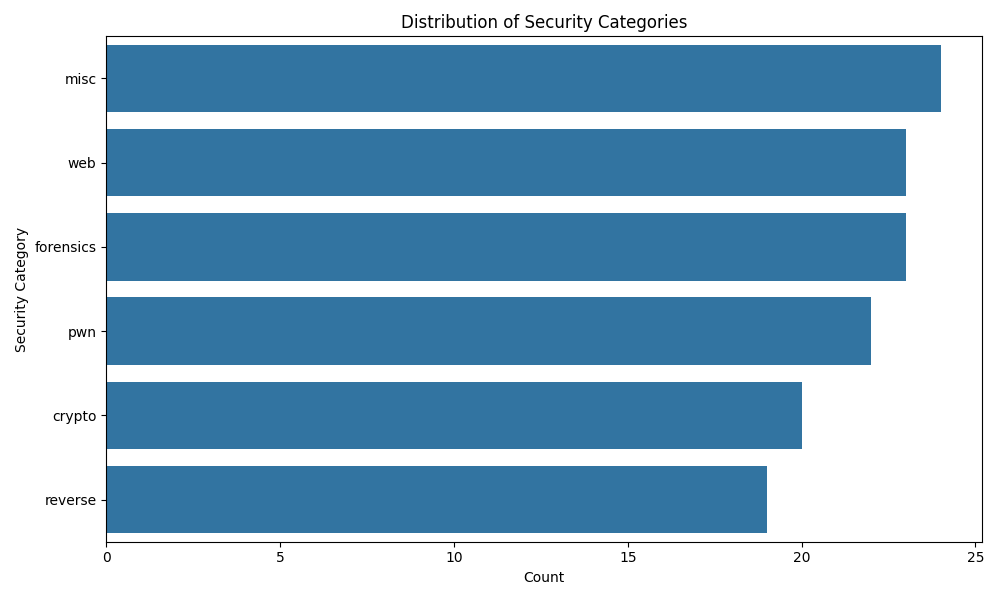 Distribution of Security Categories
Security Category
misc
web
forensics
pwn
crypto
reverse
0 5 10 15 20 25
Count